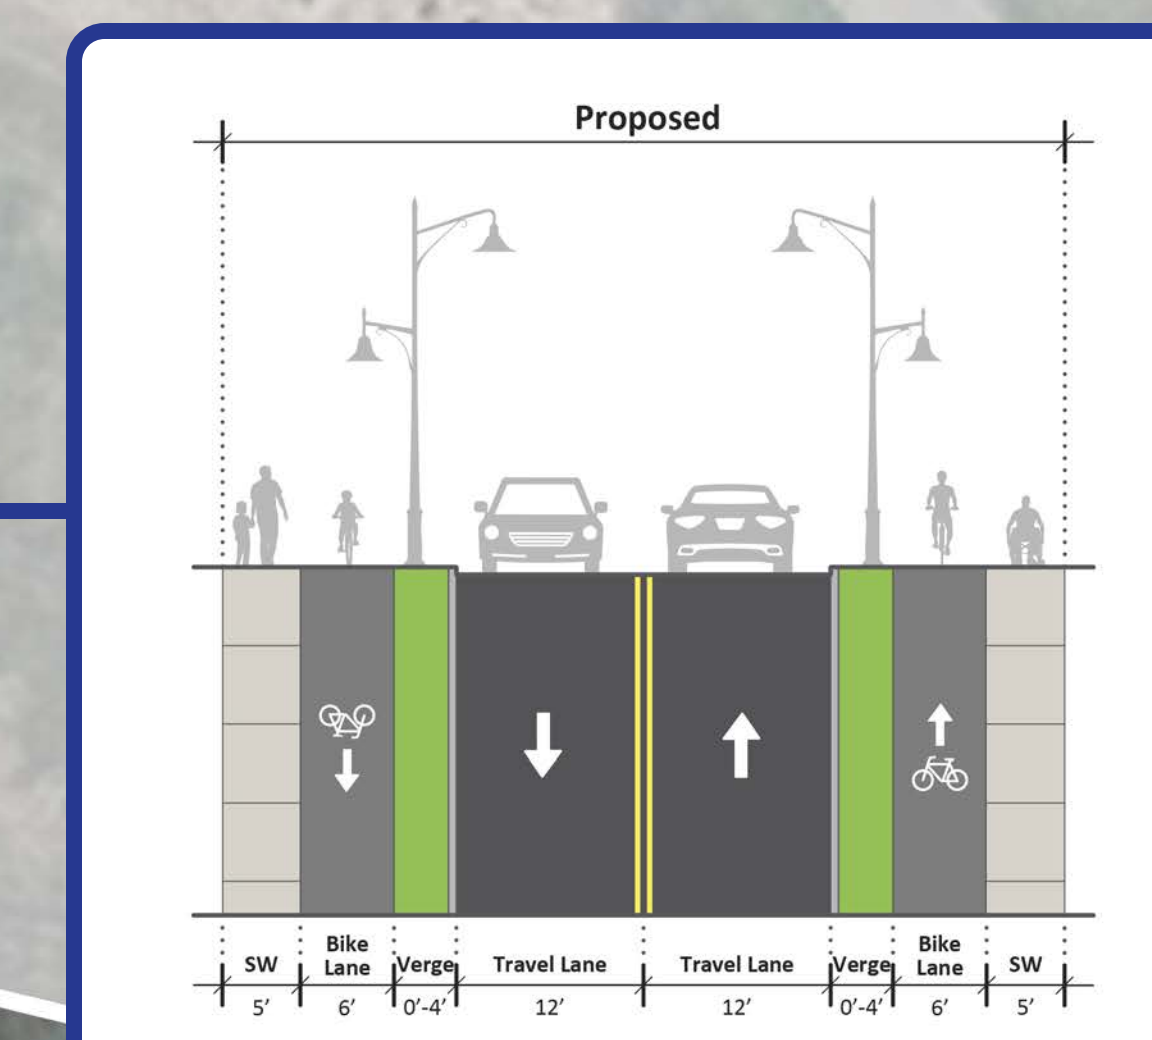 Proposed
SW
Bike
Lane
Verge
Travel Lane
Travel Lane
Verge
Bike
Lane
SW
5’
6’
0’-4’
12’
12’
0’-4’
6’
5’